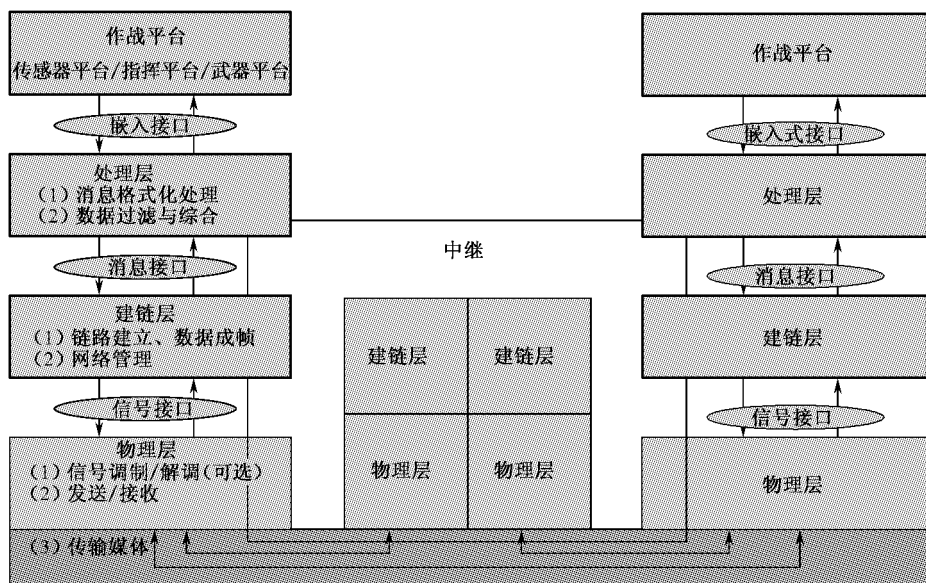 作战平台
传感器平台/指挥平台/武器平台
嵌入接口
处理层
(1)消息格式化处理
(2)数据过滤与综合
消息接口
建链层
(1)链路建立、数据成帧
(2)网络管理
信号接口
物理层
(1)信号调制/解调(可选)
(2)发送/接收
(3)传输媒体
中继
建链层
建链层
物理层
物理层
作战平台
嵌入式接口
处理层
消息接口
建链层
信号接口
物理层